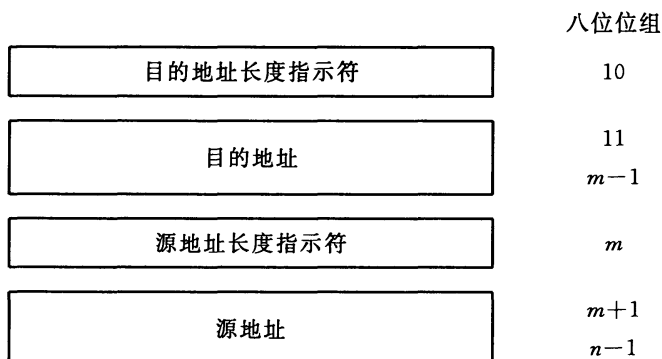 八位位组
目的地址长度指示符 10
目的地址 11
m-1
源地址长度指示符 m
源地址 m+1
n-1